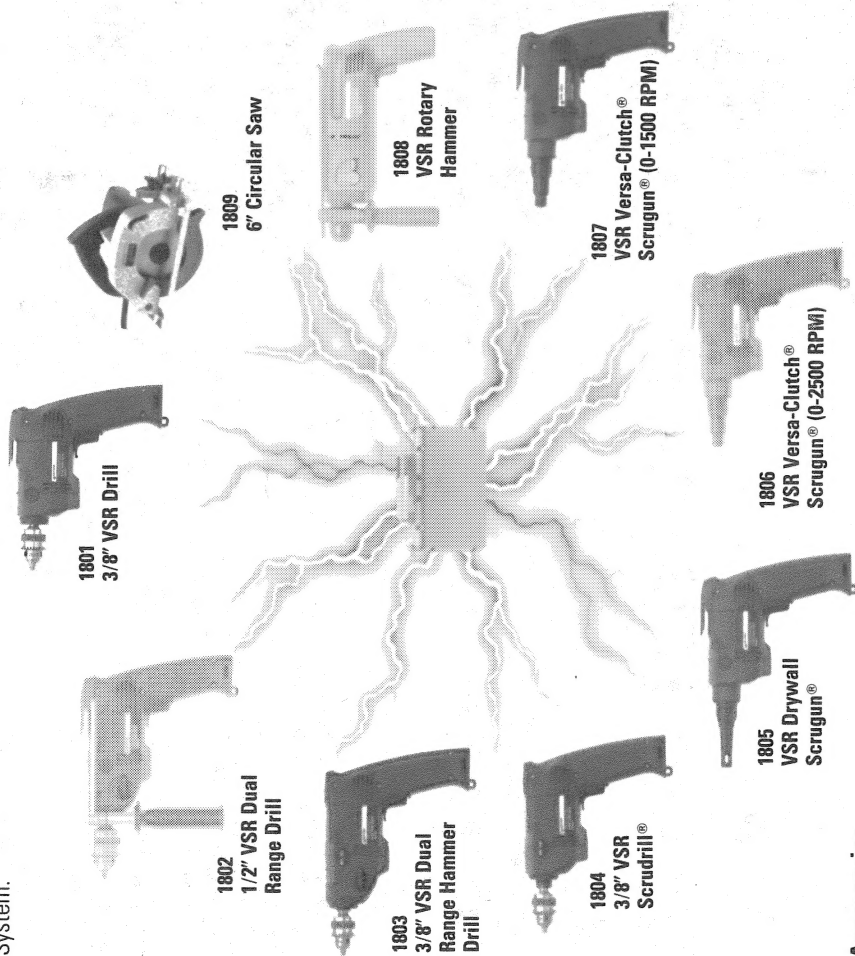 System.
1801
3/8" VSR Drill
1809
6" Circular Saw
1802
1/2" VSR Dual
Range Drill
1808
VSR Rotary
Hammer
1803
3/8" VSR Dual
Range Hammer
Drill
1807
VSR Versa-Clutch®
Scrugun® (0-1500 RPM)
1804
3/8" VSR
Scrudrill®
1806
VSR Versa-Clutch®
Scrugun® (0-2500 RPM)
1805
VSR Drywall
Scrugun®